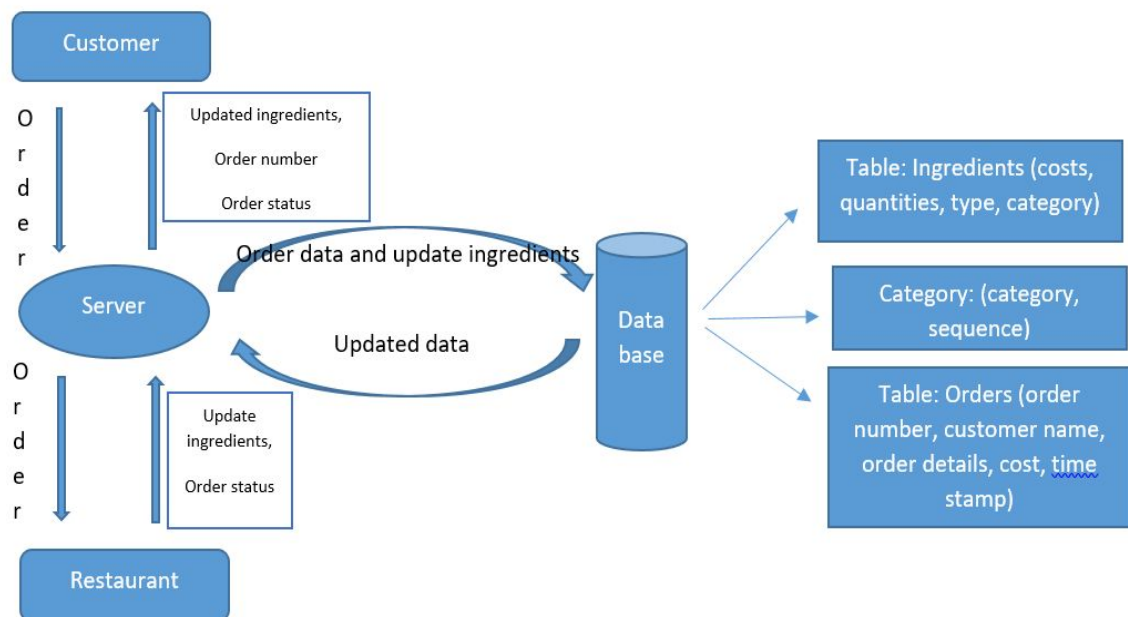 Customer
Order
Updated ingredients,
Order number
Order status
Order data and update ingredients
Server
Updated data
Data
base
Order
Update
ingredients,
Order status
Restaurant
Table: Ingredients (costs,
quantities, type, category)
Category: (category,
sequence)
Table: Orders (order
number, customer name,
order details, cost, time
stamp)